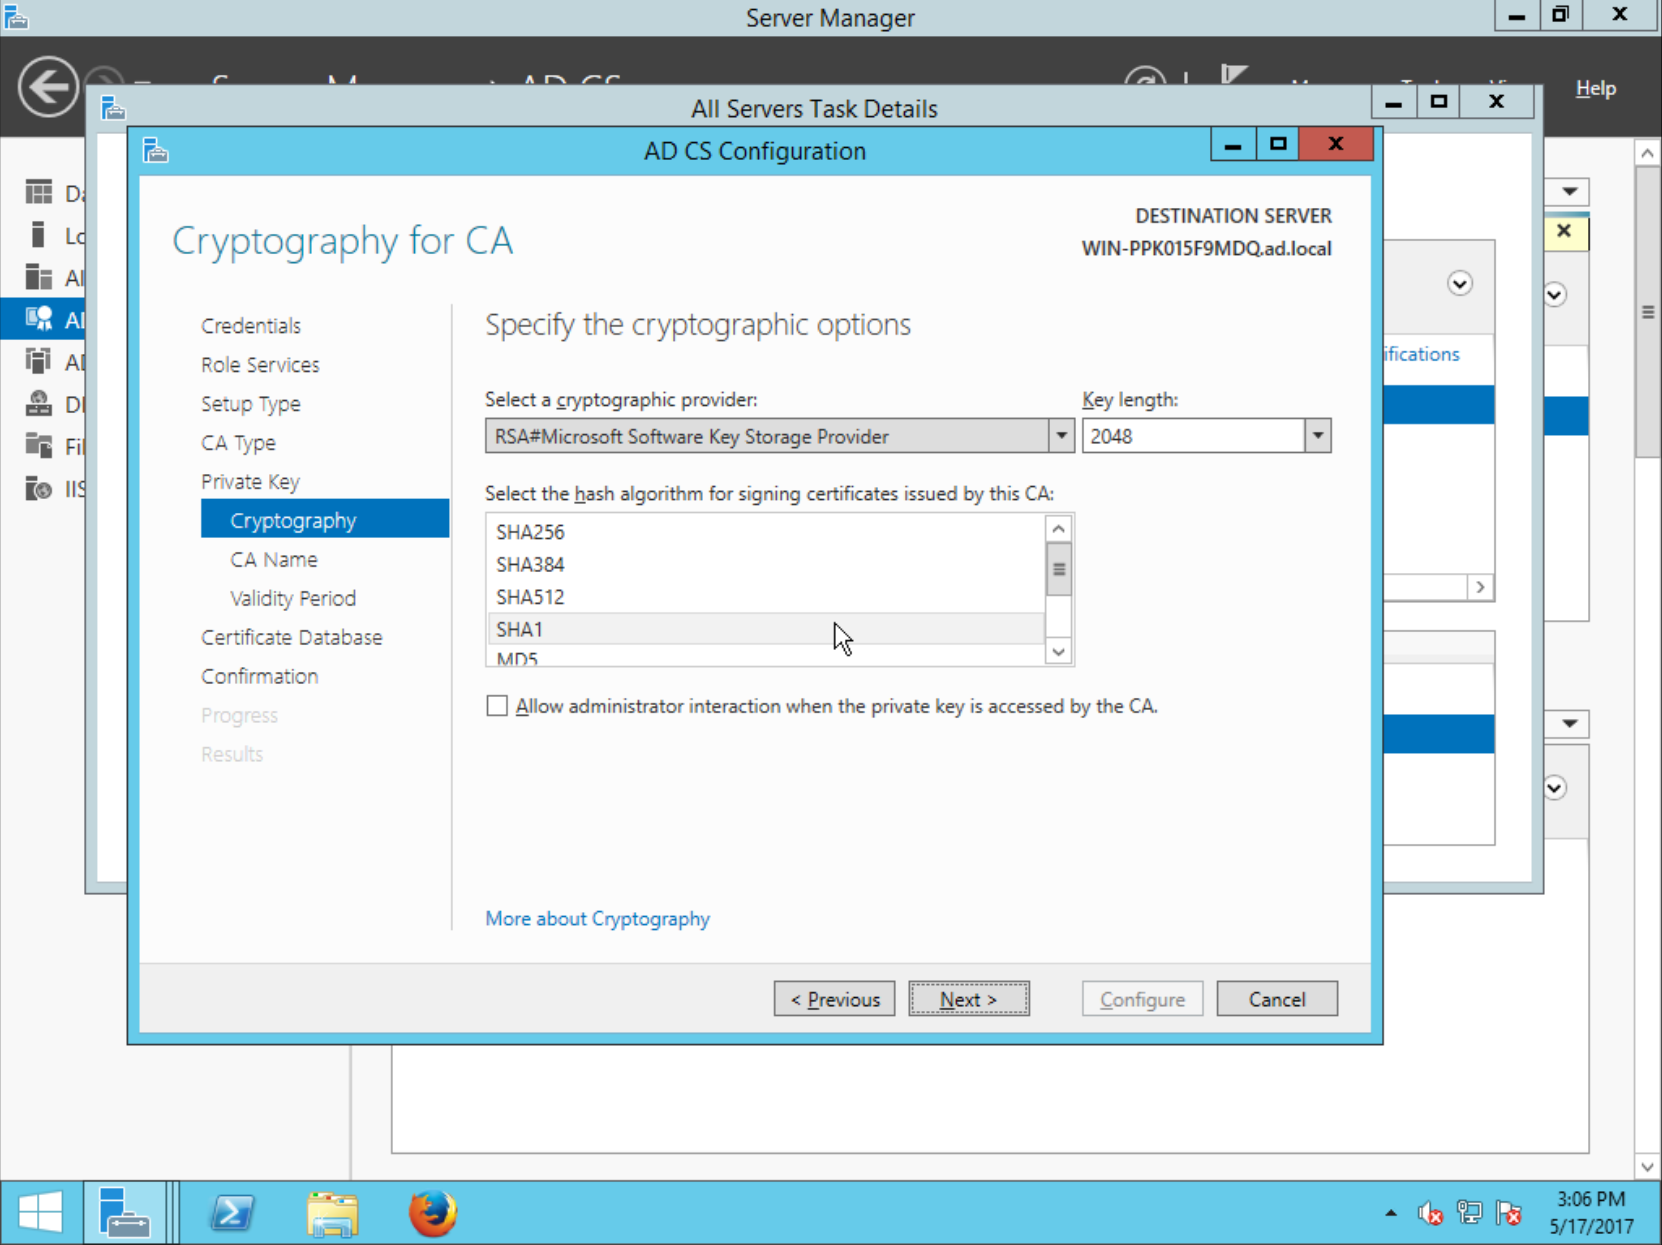 Server Manager
Help
All Servers Task Details
AD CS Configuration
Cryptography for CA
DESTINATION SERVER
WIN-PPK015F9MDQ.ad.local
Credentials
Role Services
Setup Type
CA Type
Private Key
Cryptography
CA Name
Validity Period
Certificate Database
Confirmation
Progress
Results
Specify the cryptographic options
Select a cryptographic provider:
Key length:
RSA#Microsoft Software Key Storage Provider
2048
Select the hash algorithm for signing certificates issued by this CA:
SHA256
SHA384
SHA512
SHA1
MD5
Allow administrator interaction when the private key is accessed by the CA.
More about Cryptography
< Previous
Next >
Configure
Cancel
IIS
ifications
3:06 PM
5/17/2017